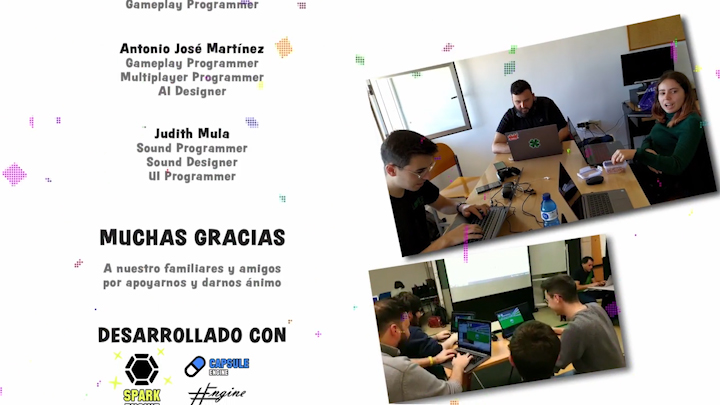 Gameplay Programmer
Antonio José Martínez
Gameplay Programmer
Multiplayer Programmer
AI Designer
Judith Mula
Sound Programmer
Sound Designer
UI Programmer
MUCHAS GRACIAS
A nuestro familiares y amigos
por apoyarnos y darnos ánimo
DESARROLLADO CON
SPARK
CAPSULE
ENGINE
#Engine